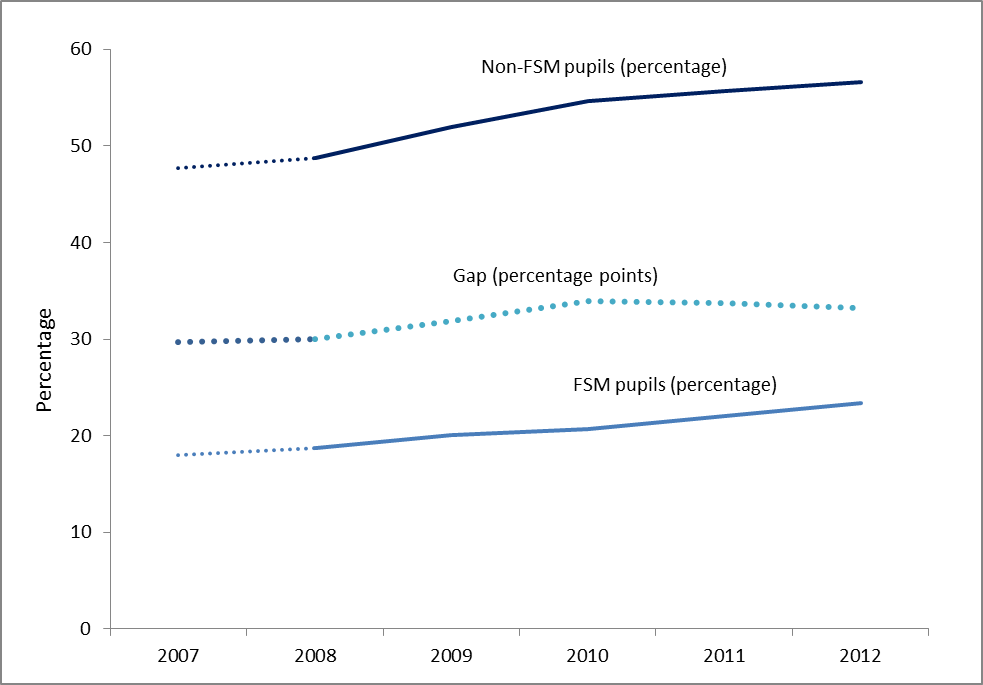 60
Non-FSM pupils (percentage)
50
40
Gap (percentage points)
30
Percentage
FSM pupils (percentage)
20
10
0
2007 2008 2009 2010 2011 2012